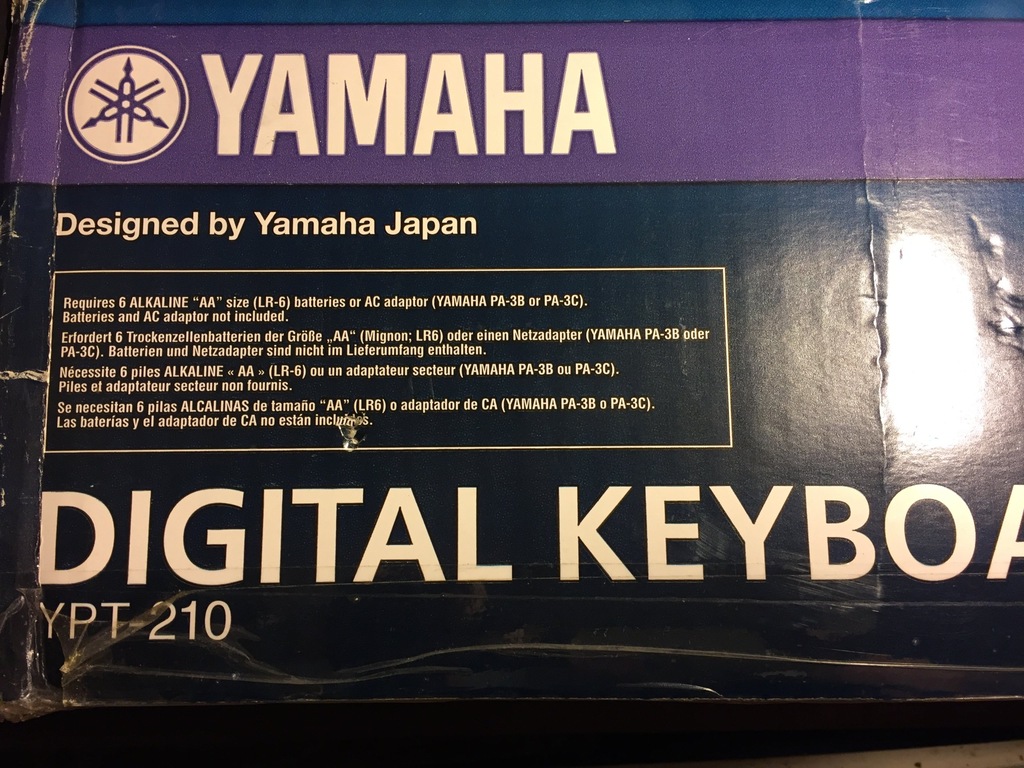 YAMAHA
Designed by Yamaha Japan
Requires 6 ALKALINE “AA” size (LR-6) batteries or AC adaptor (YAMAHA PA-3B or PA-3C).
Batteries and AC adaptor not included.
Erfordert 6 Trockenzellenbatterien der Größe „AA“ (Mignon; LR6) oder einen Netzadapter (YAMAHA PA-3B oder
PA-3C). Batterien und Netzadapter sind nicht im Lieferumfang enthalten.
Nécessite 6 piles ALKALINE « AA » (LR-6) ou un adaptateur secteur (YAMAHA PA-3B ou PA-3C).
Piles et adaptateur secteur non fournis.
Se necesitan 6 pilas ALCALINAS de tamaño “AA” (LR6) o adaptador de CA (YAMAHA PA-3B o PA-3C).
Las baterías y el adaptador de CA no están incluidos.
DIGITAL KEYBOA
YPT-210